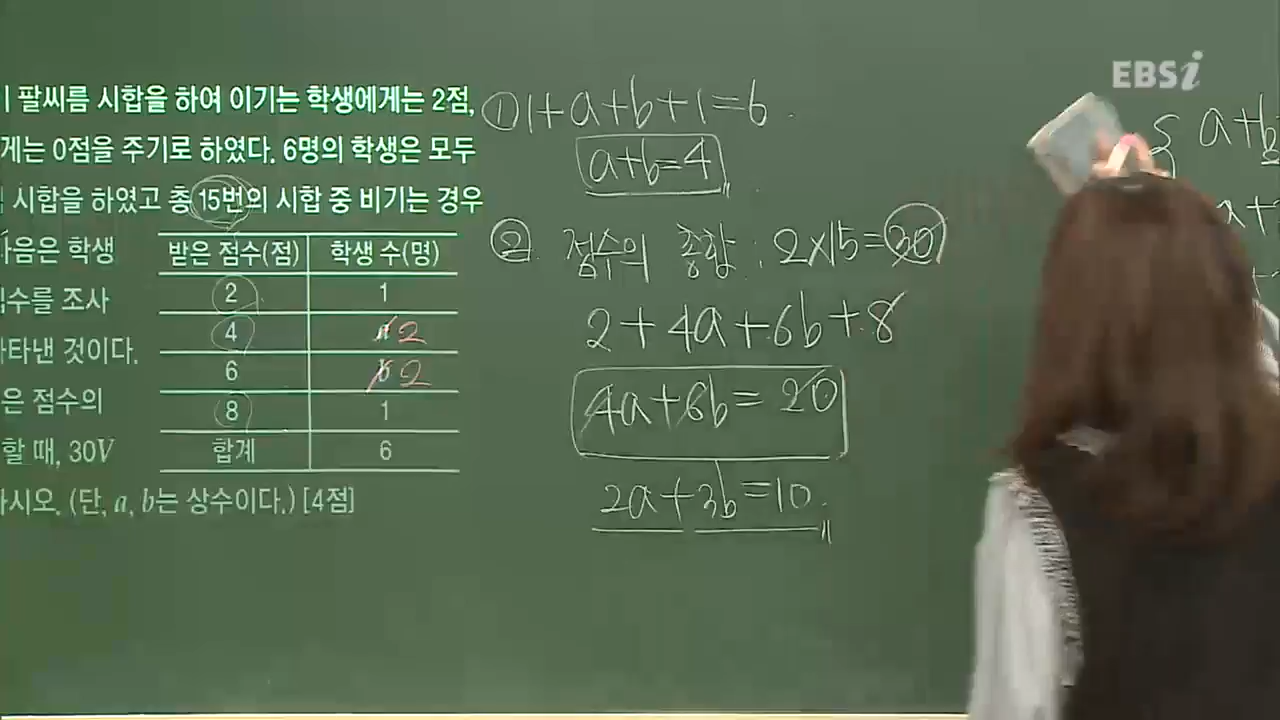 EBSi
팔씨름 시합을 하여 이기는 학생에게는 2점,
게는 0점을 주기로 하였다. 6명의 학생은 모두
시합을 하였고 총 15번의 시합 중 비기는 경우
다음은 학생
점수를 조사
나타낸 것이다.
은 점수의
할 때, 30V
하시오. (단, a, b는 상수이다.) [4점]
받은 점수(점) 학생 수(명)
2 1
4 a 2
6 b 2
8 1
합계 6
① 1+a+b+1=6
a+b=4
② 점수의 총합 : 2×15=30
2+4a+6b+8
4a+6b=20
2a+3b=10
{ a+b
a+